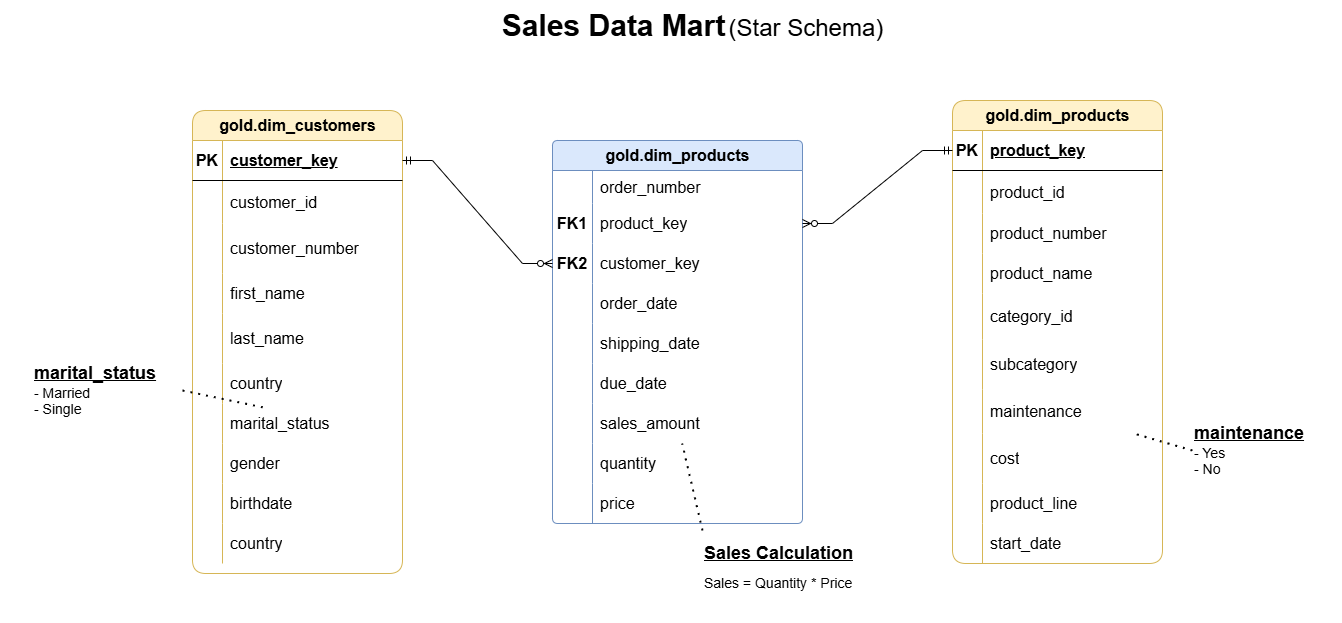 Sales Data Mart (Star Schema)
gold.dim_customers
PK customer_key
customer_id
customer_number
first_name
last_name
country
marital_status
gender
birthdate
country
marital_status
- Married
- Single
gold.dim_products
order_number
FK1 product_key
FK2 customer_key
order_date
shipping_date
due_date
sales_amount
quantity
price
Sales Calculation
Sales = Quantity * Price
gold.dim_products
PK product_key
product_id
product_number
product_name
category_id
subcategory
maintenance
cost
product_line
start_date
maintenance
- Yes
- No